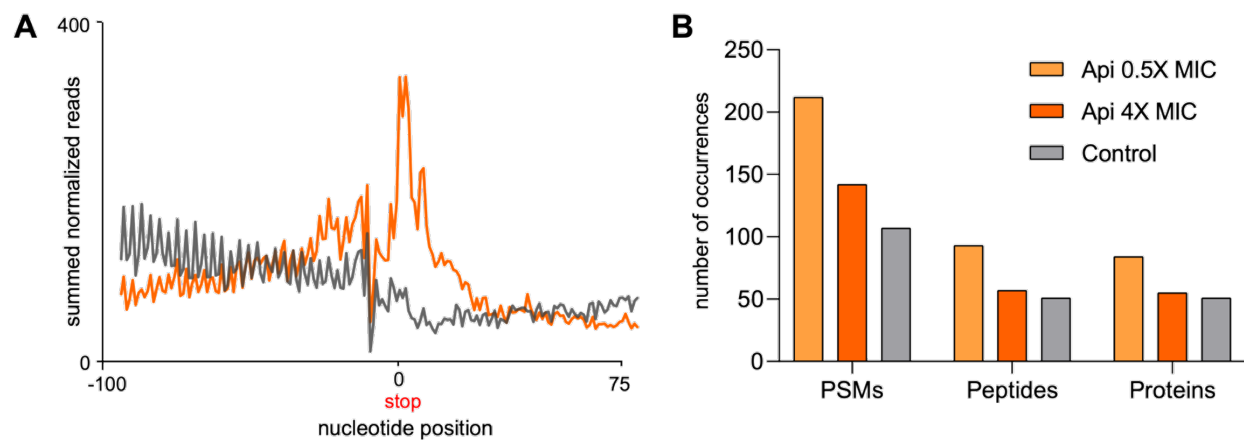 A
400
summed normalized reads
0
-100
0
75
stop
nucleotide position
B
250
200
150
100
50
0
number of occurrences
Api 0.5X MIC
Api 4X MIC
Control
PSMs
Peptides
Proteins